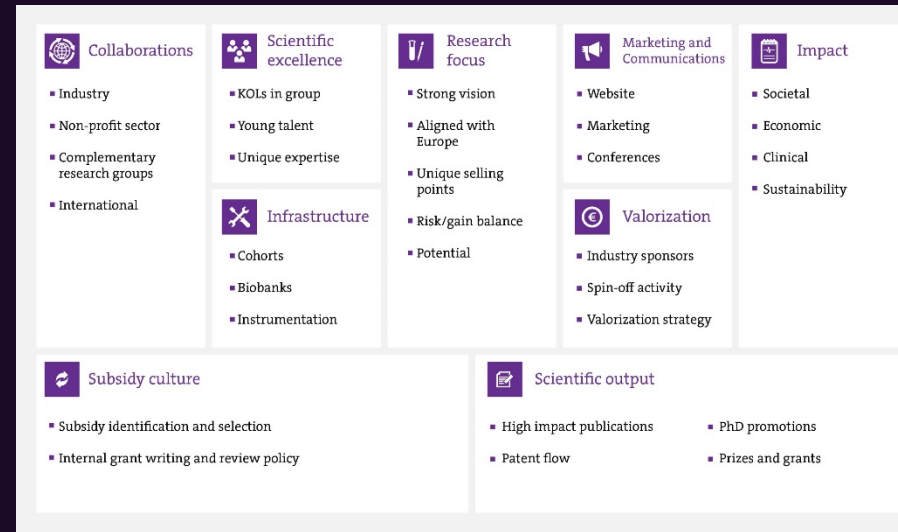 Collaborations
Industry
Non-profit sector
Complementary
research groups
International
Scientific
excellence
KOLs in group
Young talent
Unique expertise
Infrastructure
Cohorts
Biobanks
Instrumentation
Research
focus
Strong vision
Aligned with
Europe
Unique selling
points
Risk/gain balance
Potential
Marketing and
Communications
Website
Marketing
Conferences
€
Valorization
Industry sponsors
Spin-off activity
Valorization strategy
Impact
Societal
Economic
Clinical
Sustainability
Subsidy culture
Subsidy identification and selection
Internal grant writing and review policy
Scientific output
High impact publications
Patent flow
PhD promotions
Prizes and grants